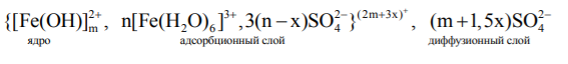 {[Fe(OH)]ₘ²⁺, n[Fe(H₂O)₆]³⁺,3(n−x)SO₄²⁻}⁽²ᵐ⁺³ˣ⁾⁺, (m+1,5x)SO₄²⁻
ядро адсорбционный слой диффузионный слой